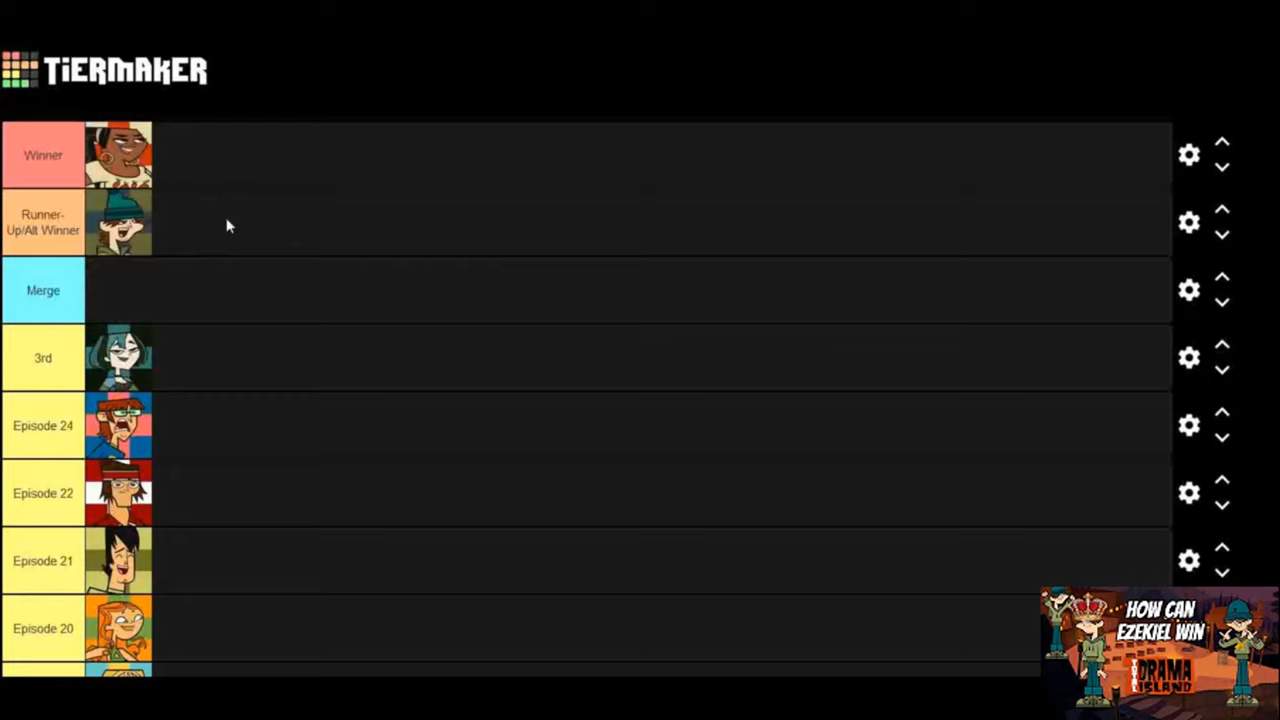 TiERMAKER
Winner
Runner-
Up/Alt Winner
Merge
3rd
Episode 24
Episode 22
Episode 21
Episode 20
HOW CAN
EZEKIEL WIN
TOTAL
DRAMA
ISLAND